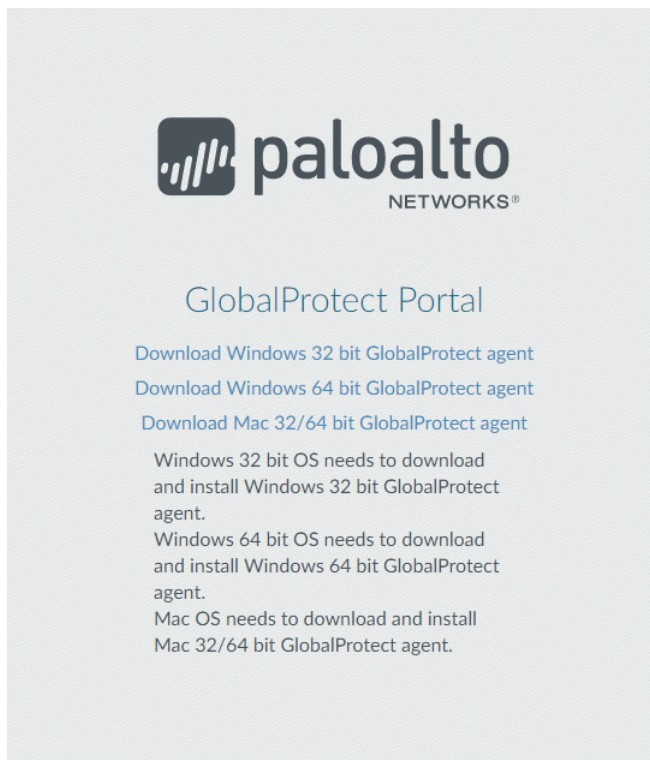 paloalto
NETWORKS®
GlobalProtect Portal
Download Windows 32 bit GlobalProtect agent
Download Windows 64 bit GlobalProtect agent
Download Mac 32/64 bit GlobalProtect agent
Windows 32 bit OS needs to download
and install Windows 32 bit GlobalProtect
agent.
Windows 64 bit OS needs to download
and install Windows 64 bit GlobalProtect
agent.
Mac OS needs to download and install
Mac 32/64 bit GlobalProtect agent.